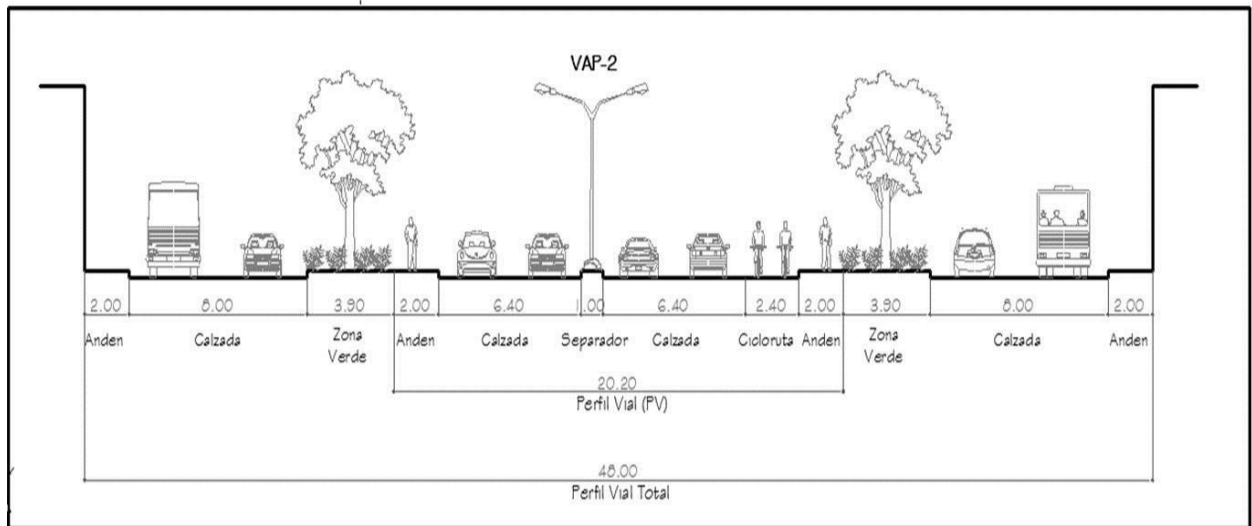 VAP-2
2.00 8.00 3.90 2.00 6.40 1.00 6.40 2.40 2.00 3.90 8.00 2.00
Anden Calzada Zona Verde Anden Calzada Separador Calzada Cicloruta Anden Zona Verde Calzada Anden
20.20
Perfil Vial (PV)
48.00
Perfil Vial Total